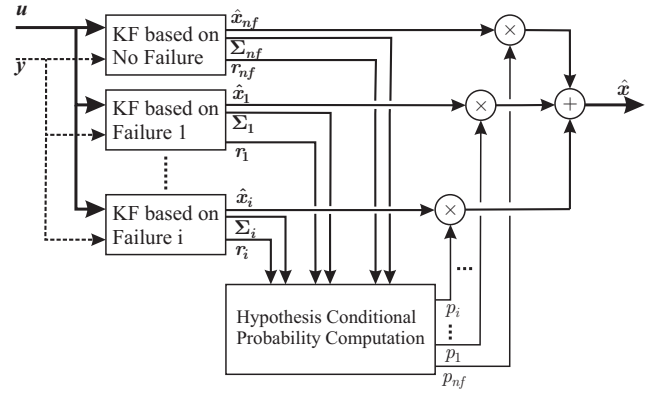 u
y
KF based on
No Failure
x̂_nf
Σ_nf
r_nf
×
KF based on
Failure 1
x̂_1
Σ_1
r_1
×
+
x̂
KF based on
Failure i
x̂_i
Σ_i
r_i
×
Hypothesis Conditional
Probability Computation
p_i
p_1
p_nf